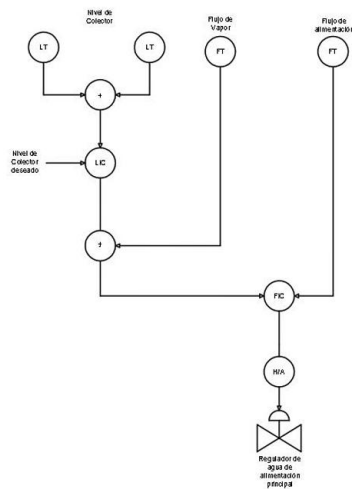 Nivel de
Colector
Flujo de
Vapor
Flujo de
alimentación
LT
LT
FT
FT
+
Nivel de
Colector
deseado
LIC
FIC
H/A
Regulador de
agua de
alimentación
principal